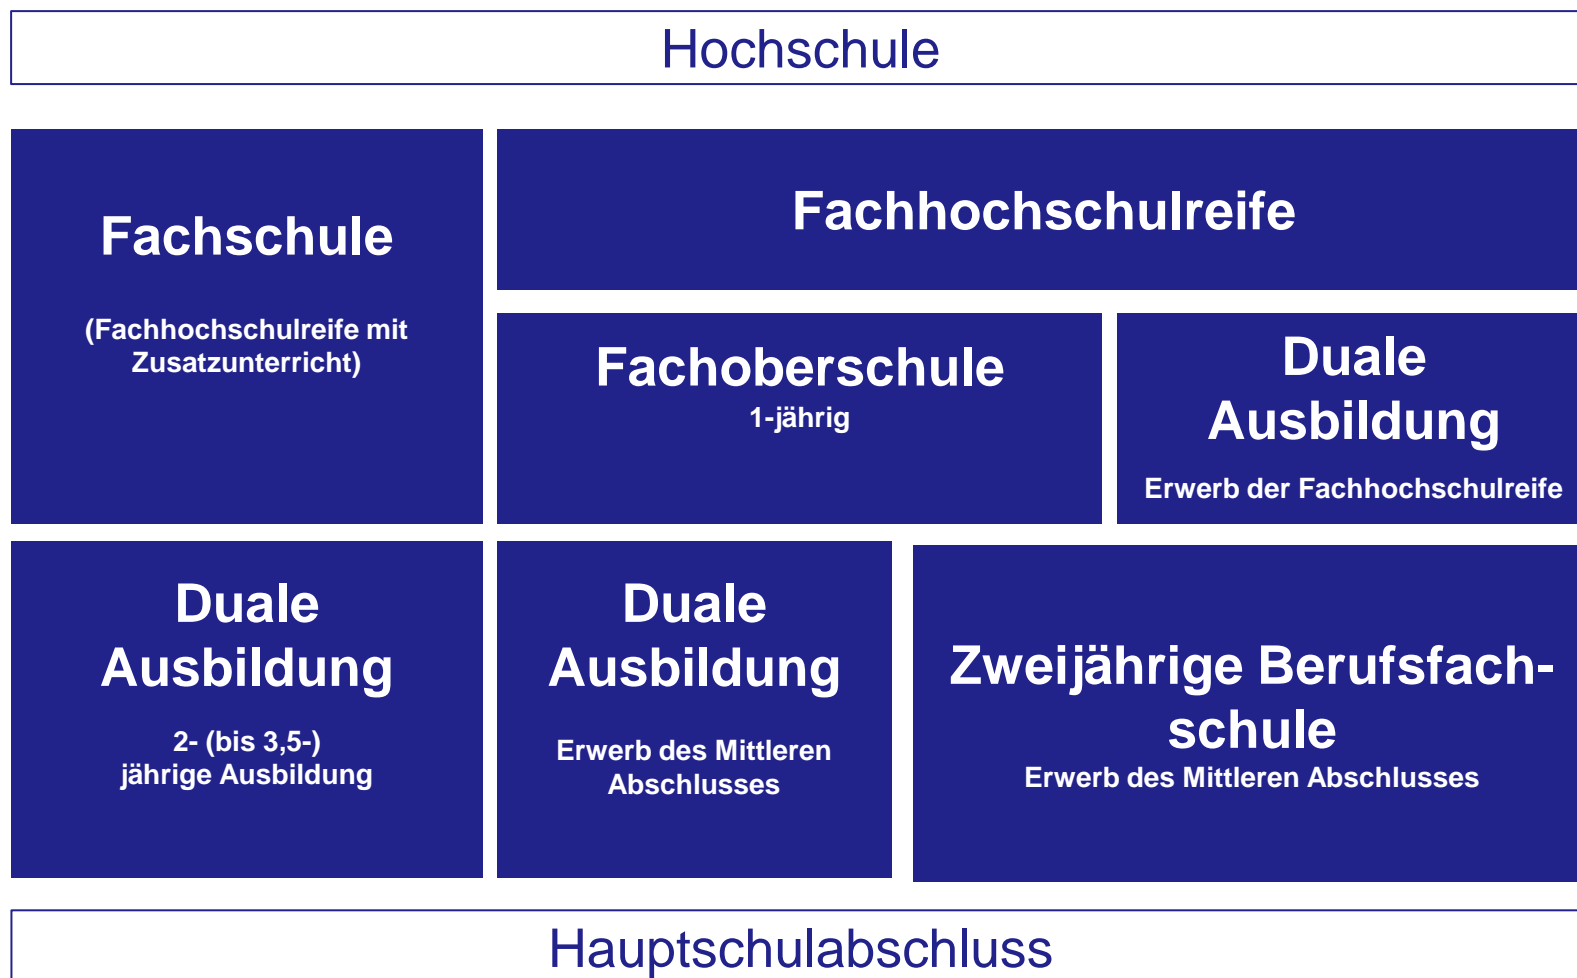 Hochschule
Fachschule
(Fachhochschulreife mit
Zusatzunterricht)
Fachhochschulreife
Fachoberschule
1-jährig
Duale
Ausbildung
Erwerb der Fachhochschulreife
Duale
Ausbildung
2- (bis 3,5-)
jährige Ausbildung
Duale
Ausbildung
Erwerb des Mittleren
Abschlusses
Zweijährige Berufsfach-
schule
Erwerb des Mittleren Abschlusses
Hauptschulabschluss